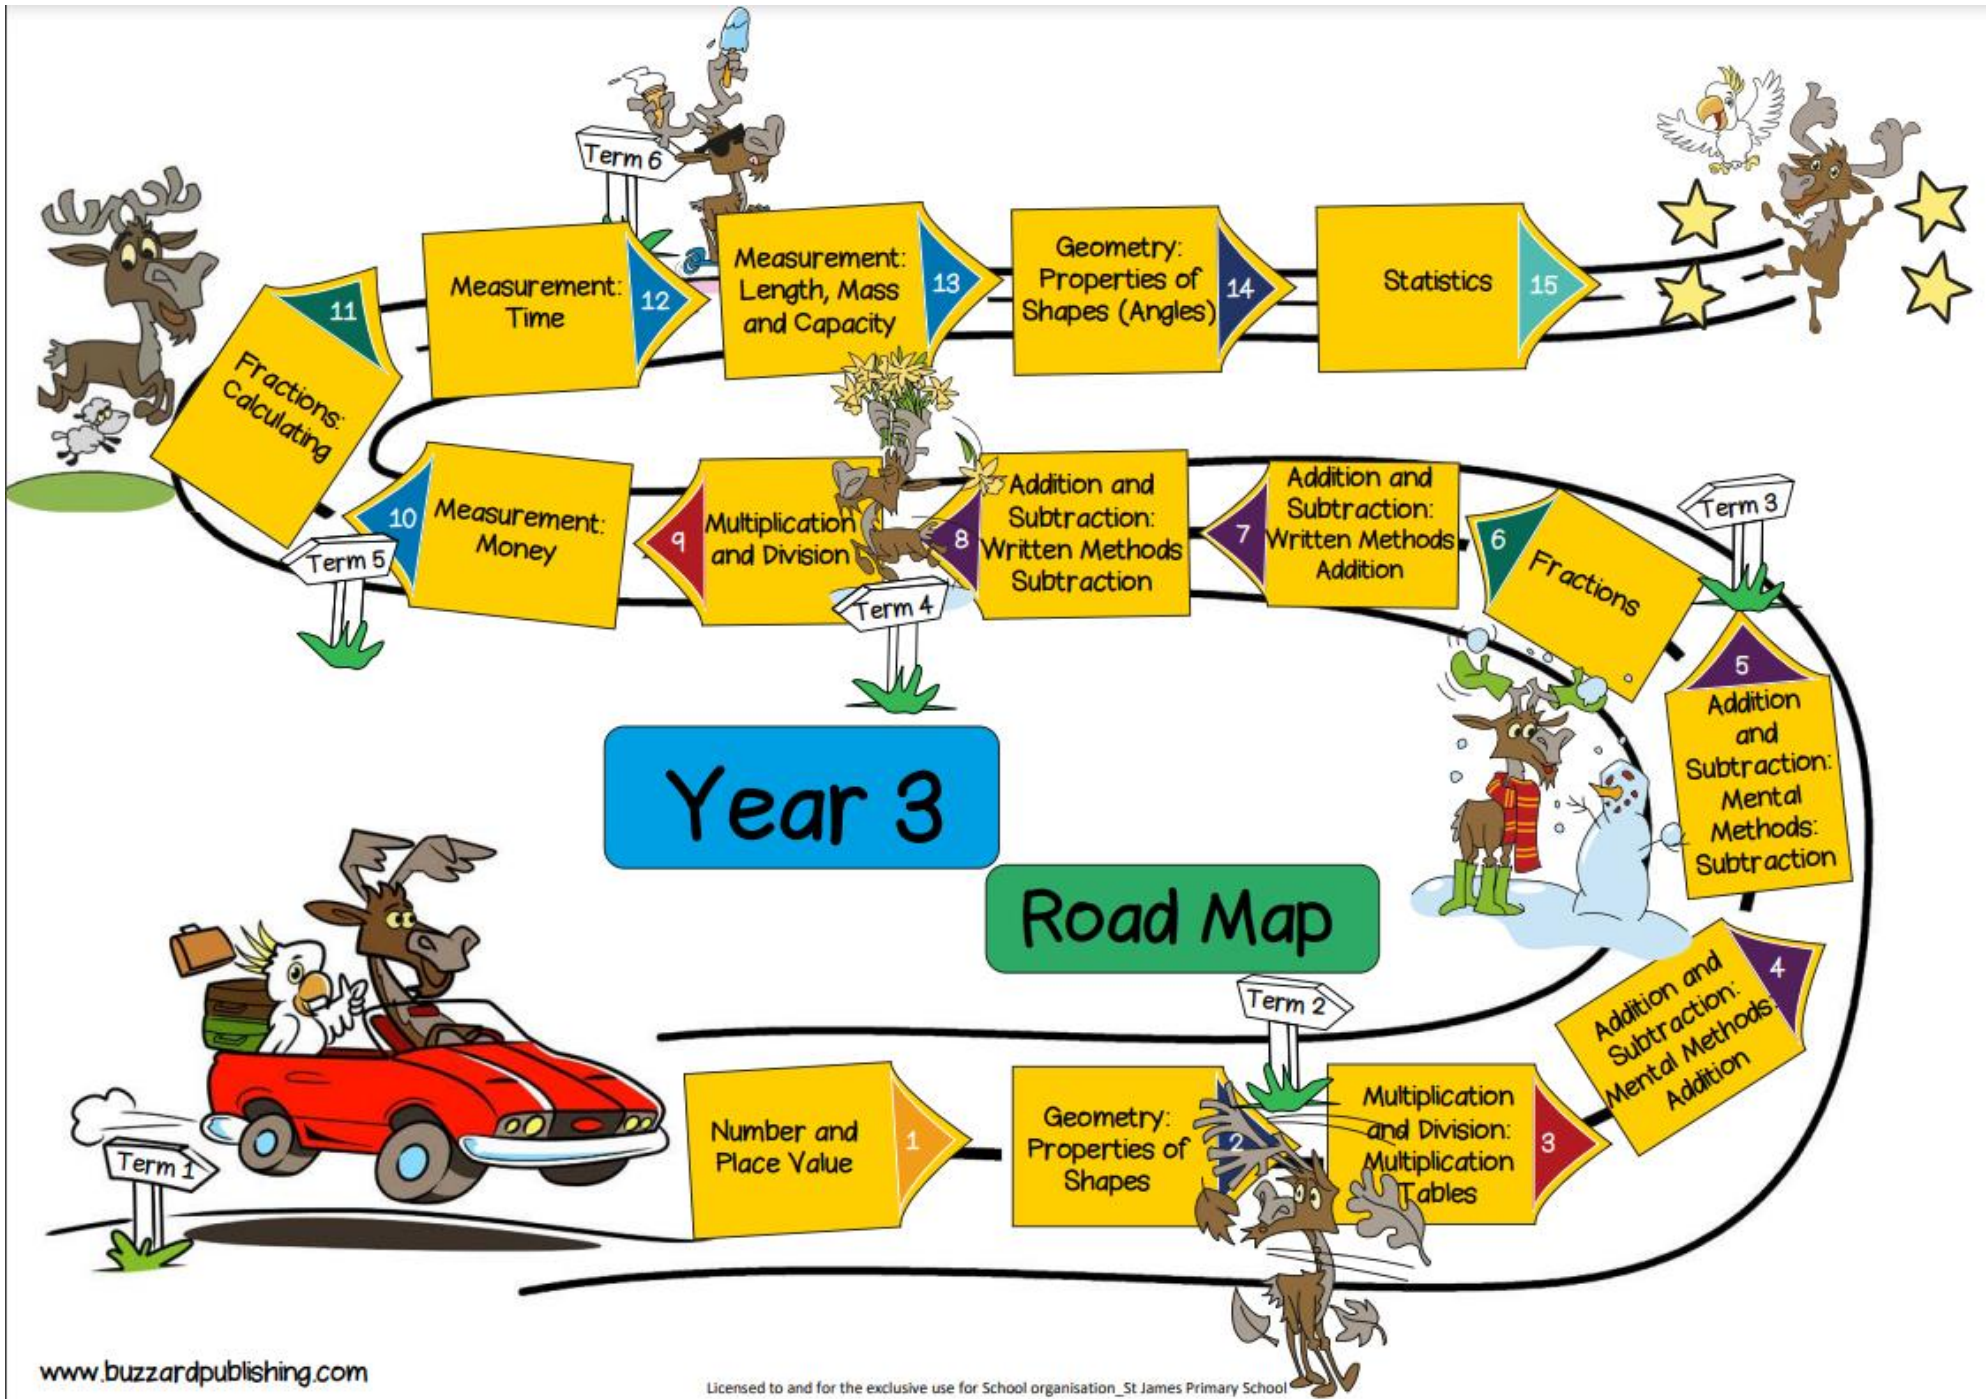 Term 6
Term 1
Number and
Place Value
1
Geometry:
Properties of
Shapes
2
Term 2
Multiplication
and Division:
Multiplication
Tables
3
Addition and
Subtraction:
Mental Methods:
Addition
4
Addition
and
Subtraction:
Mental
Methods:
Subtraction
5
Term 3
Fractions
6
Addition and
Subtraction:
Written Methods
Addition
7
Addition and
Subtraction:
Written Methods
Subtraction
8
Term 4
Multiplication
and Division
9
Measurement:
Money
10
Term 5
Fractions:
Calculating
11
Measurement:
Time
12
Measurement:
Length, Mass
and Capacity
13
Geometry:
Properties of
Shapes (Angles)
14
Statistics
15
Year 3
Road Map
www.buzzardpublishing.com
Licensed to and for the exclusive use for School organisation_St James Primary School